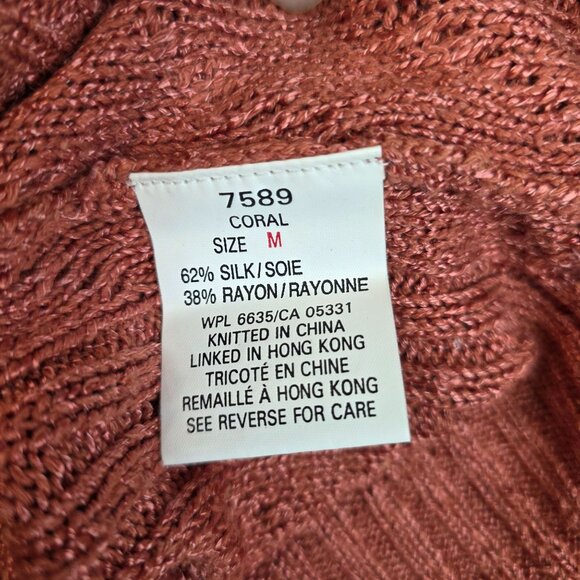 7589
CORAL
SIZE M
62% SILK/SOIE
38% RAYON/RAYONNE
WPL 6635/CA 05331
KNITTED IN CHINA
LINKED IN HONG KONG
TRICOTÉ EN CHINE
REMAILLÉ À HONG KONG
SEE REVERSE FOR CARE